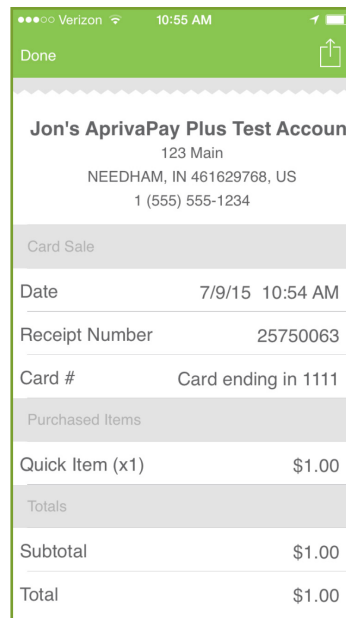 Verizon 10:55 AM
Done
Jon's AprivaPay Plus Test Accoun
123 Main
NEEDHAM, IN 461629768, US
1 (555) 555-1234
Card Sale
Date 7/9/15 10:54 AM
Receipt Number 25750063
Card # Card ending in 1111
Purchased Items
Quick Item (x1) $1.00
Totals
Subtotal $1.00
Total $1.00